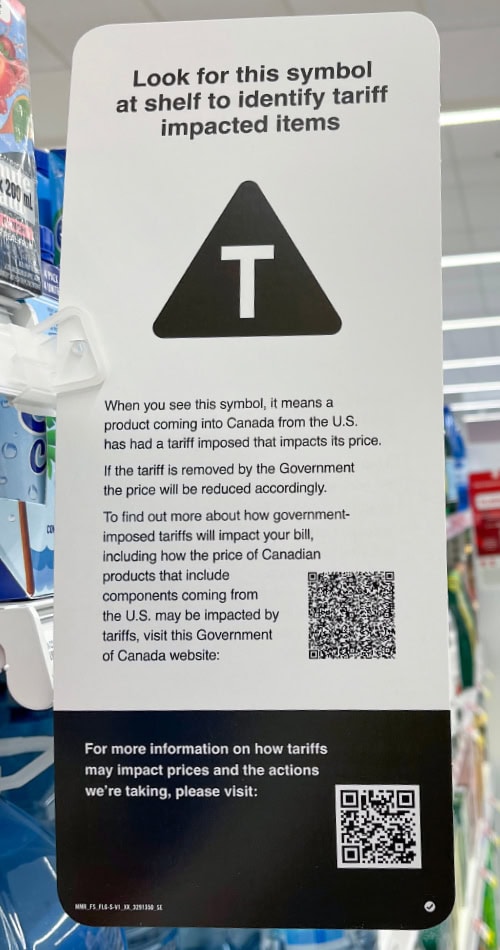 Look for this symbol
at shelf to identify tariff
impacted items
T
When you see this symbol, it means a
product coming into Canada from the U.S.
has had a tariff imposed that impacts its price.
If the tariff is removed by the Government
the price will be reduced accordingly.
To find out more about how government-
imposed tariffs will impact your bill,
including how the price of Canadian
products that include
components coming from
the U.S. may be impacted by
tariffs, visit this Government
of Canada website:
For more information on how tariffs
may impact prices and the actions
we're taking, please visit:
200 mL